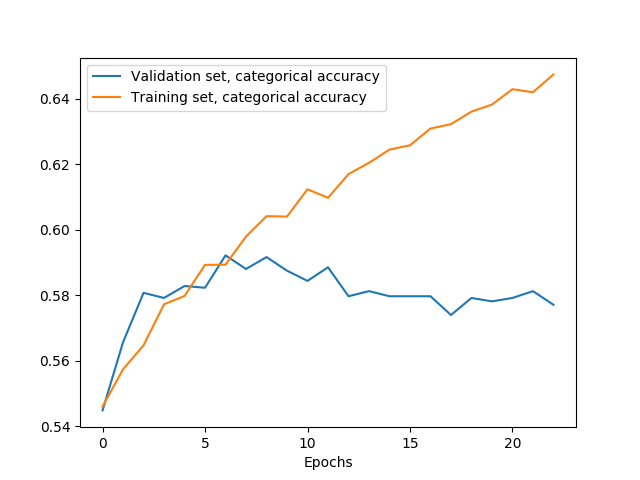 Validation set, categorical accuracy
Training set, categorical accuracy
0.64
0.62
0.60
0.58
0.56
0.54
0 5 10 15 20
Epochs